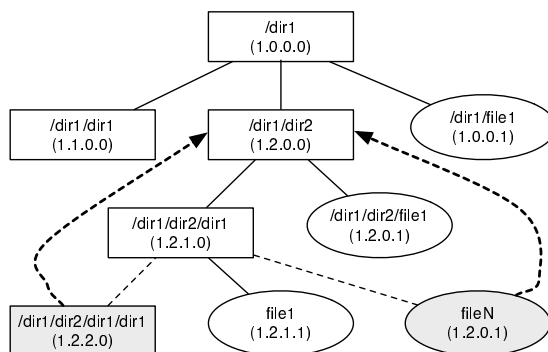 /dir1
(1.0.0.0)
/dir1/dir1
(1.1.0.0)
/dir1/dir2
(1.2.0.0)
/dir1/file1
(1.0.0.1)
/dir1/dir2/dir1
(1.2.1.0)
/dir1/dir2/file1
(1.2.0.1)
/dir1/dir2/dir1/dir1
(1.2.2.0)
file1
(1.2.1.1)
fileN
(1.2.0.1)